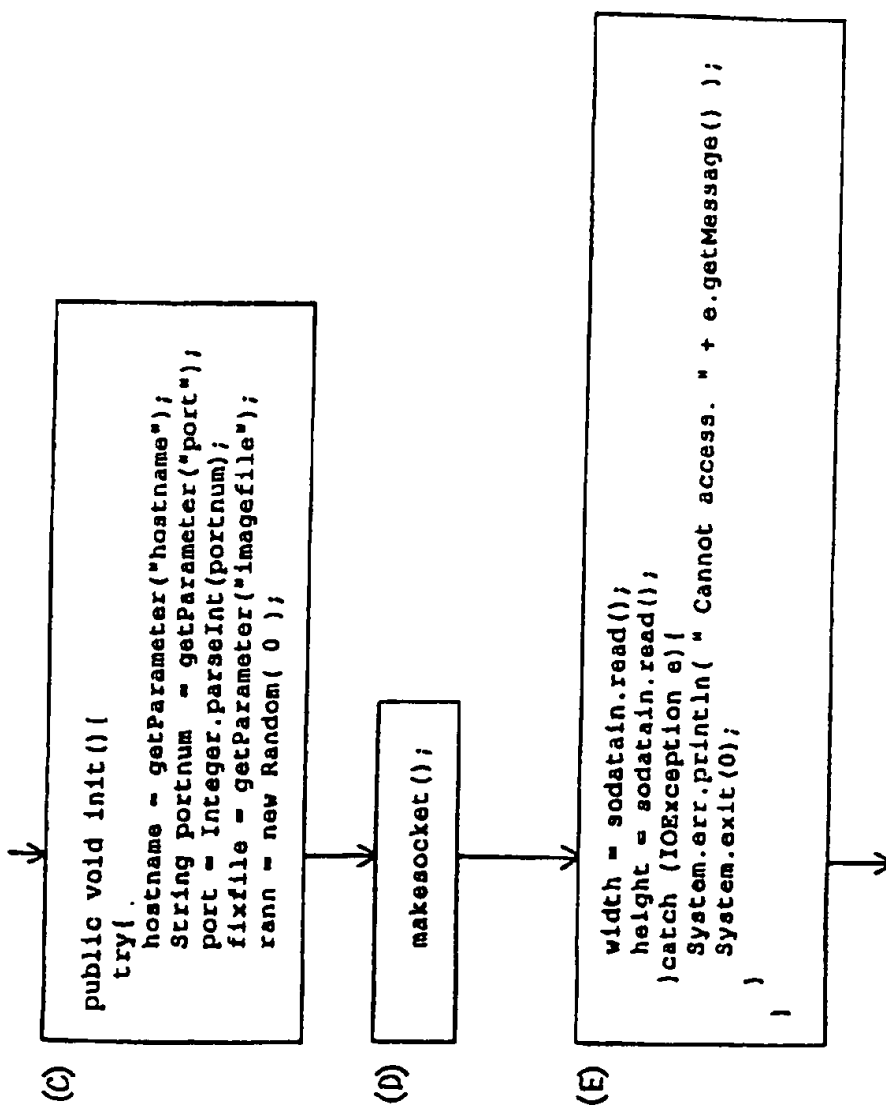 (C)
public void init(){
try{.
hostname = getParameter("hostname");
String portnum = getParameter("port");
port = Integer.parseInt(portnum);
fixfile = getParameter("imagefile");
rann = new Random( 0 );
(D)
makesocket();
(E)
width = sodatain.read();
height = sodatain.read();
}catch (IOException e){
System.err.println( " Cannot access. " + e.getMessage() );
System.exit(0);
}
}